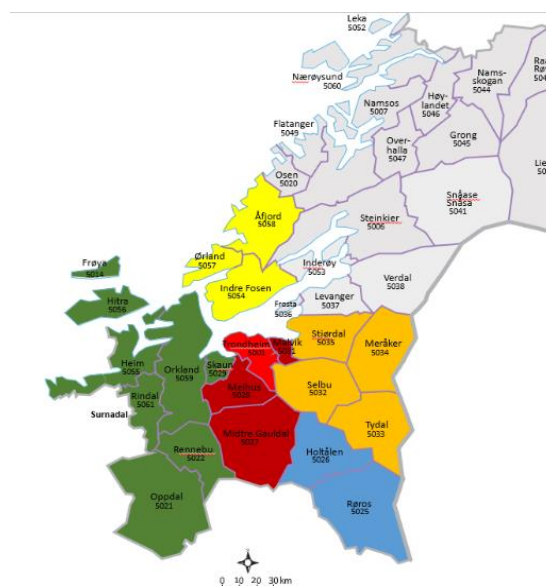 Leka
5052
Nærøysund
5060
Nams-
skogan
5044
Høy-
landet
5046
Namsos
5007
Flatanger
5049
Grong
5045
Over-
halla
5047
Osen
5020
Snåase
Snåsa
5041
Åfjord
5058
Steinkjer
5006
Ørland
5057
Inderøy
5053
Frøya
5014
Verdal
5038
Indre Fosen
5054
Frosta
5036
Levanger
5037
Hitra
5056
Stjørdal
5035
Meråker
5034
Trondheim
5001
Malvik
5031
Heim
5055
Orkland
5059
Skaun
5029
Melhus
5028
Selbu
5032
Rindal
5061
Surnadal
Tydal
5033
Midtre Gauldal
5027
Rennebu
5022
Holtålen
5026
Oppdal
5021
Røros
5025
0 10 20 30 km